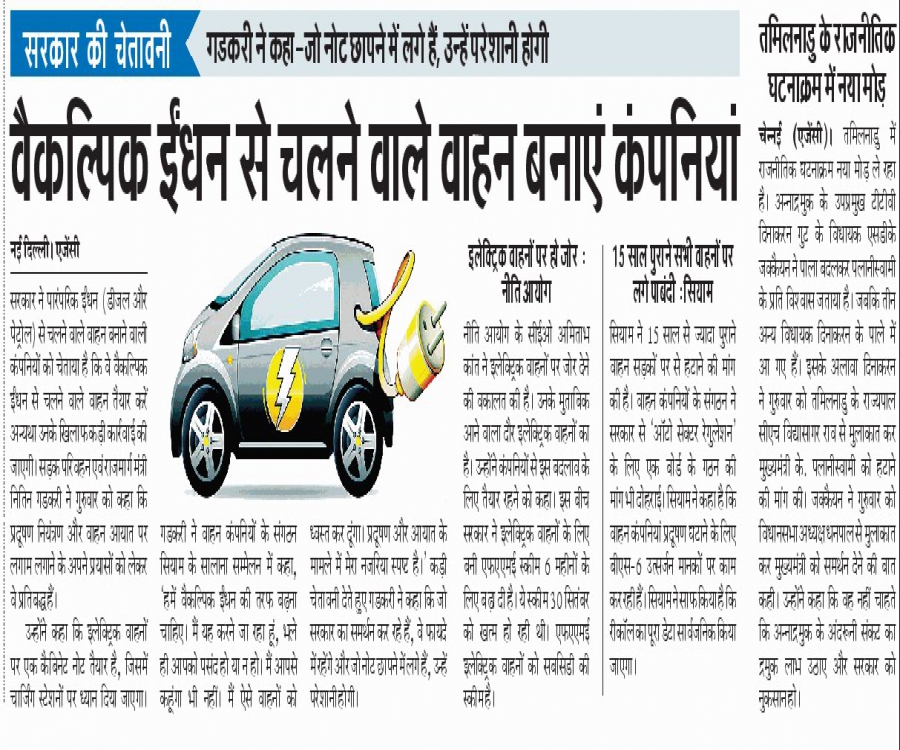 सरकार की चेतावनी
गडकरी ने कहा-जो नोट छापने में लगे हैं, उन्हें परेशानी होगी
वैकल्पिक ईंधन से चलने वाले वाहन बनाएं कंपनियां
नई दिल्ली। एजेंसी
सरकार ने पारंपरिक ईंधन (डीजल और
पेट्रोल) से चलने वाले वाहन बनाने वाली
कंपनियों को चेताया है कि वे वैकल्पिक
ईंधन से चलने वाले वाहन तैयार करें
अन्यथा उनके खिलाफ कड़ी कार्रवाई की
जाएगी। सड़क परिवहन एवं राजमार्ग मंत्री
नितिन गडकरी ने गुरुवार को कहा कि
प्रदूषण नियंत्रण और वाहन आयात पर
लगाम लगाने के अपने प्रयासों को लेकर
वे प्रतिबद्ध हैं।
उन्होंने कहा कि इलेक्ट्रिक वाहनों
पर एक कैबिनेट नोट तैयार है, जिसमें
चार्जिंग स्टेशनों पर ध्यान दिया जाएगा।
गडकरी ने वाहन कंपनियों के संगठन
सियाम के सालाना सम्मेलन में कहा,
'हमें वैकल्पिक ईंधन की तरफ बढ़ना
चाहिए। मैं यह करने जा रहा हूं, भले
ही आपको पसंद हो या न हो। मैं आपसे
कहूंगा भी नहीं। मैं ऐसे वाहनों को
ध्वस्त कर दूंगा। प्रदूषण और आयात के
मामले में मेरा नजरिया स्पष्ट है।' कड़ी
चेतावनी देते हुए गडकरी ने कहा कि जो
सरकार का समर्थन कर रहे हैं, वे फायदे
में रहेंगे और जो नोट छापने में लगे हैं, उन्हें
परेशानी होगी।
इलेक्ट्रिक वाहनों पर हो जोर :
नीति आयोग
नीति आयोग के सीईओ अमिताभ
कांत ने इलेक्ट्रिक वाहनों पर जोर देने
की वकालत की है। उनके मुताबिक
आने वाला दौर इलेक्ट्रिक वाहनों का
है। उन्होंने कंपनियों से इस बदलाव के
लिए तैयार रहने को कहा। इस बीच
सरकार ने इलेक्ट्रिक वाहनों के लिए
बनी एफएएमई स्कीम 6 महीनों के
लिए बढ़ा दी है। ये स्कीम 30 सितंबर
को खत्म हो रही थी। एफएएमई
इलेक्ट्रिक वाहनों को सबसिडी की
स्कीम है।
15 साल पुराने सभी वाहनों पर
लगे पाबंदी :सियाम
सियाम ने 15 साल से ज्यादा पुराने
वाहन सड़कों पर से हटाने की मांग
की है। वाहन कंपनियों के संगठन ने
सरकार से 'ऑटो सेक्टर रेगुलेशन'
के लिए एक बोर्ड के गठन की
मांग भी दोहराई। सियाम ने कहा है कि
वाहन कंपनियां प्रदूषण घटाने के लिए
बीएस-6 उत्सर्जन मानकों पर काम
कर रही हैं। सियाम ने साफ किया है कि
रीकॉल का पूरा डेटा सार्वजनिक किया
जाएगा।
तमिलनाडु के राजनीतिक
घटनाक्रम में नया मोड़
चेन्नई (एजेंसी)। तमिलनाडु में
राजनीतिक घटनाक्रम नया मोड़ ले रहा
है। अन्नाद्रमुक के उपप्रमुख टीटीवी
दिनाकरन गुट के विधायक एसडीके
जक्कैयन ने पाला बदलकर पलानीस्वामी
के प्रति विश्वास जताया है। जबकि तीन
अन्य विधायक दिनाकरन के पाले में
आ गए हैं। इसके अलावा दिनाकरन
ने गुरुवार को तमिलनाडु के राज्यपाल
सीएच विद्यासागर राव से मुलाकात कर
मुख्यमंत्री के. पलानीस्वामी को हटाने
की मांग की। जक्कैयन ने गुरुवार को
विधानसभा अध्यक्ष धनपाल से मुलाकात
कर मुख्यमंत्री को समर्थन देने की बात
कही। उन्होंने कहा कि वह नहीं चाहते
कि अन्नाद्रमुक के अंदरूनी संकट का
द्रमुक लाभ उठाए और सरकार को
नुकसान हो।